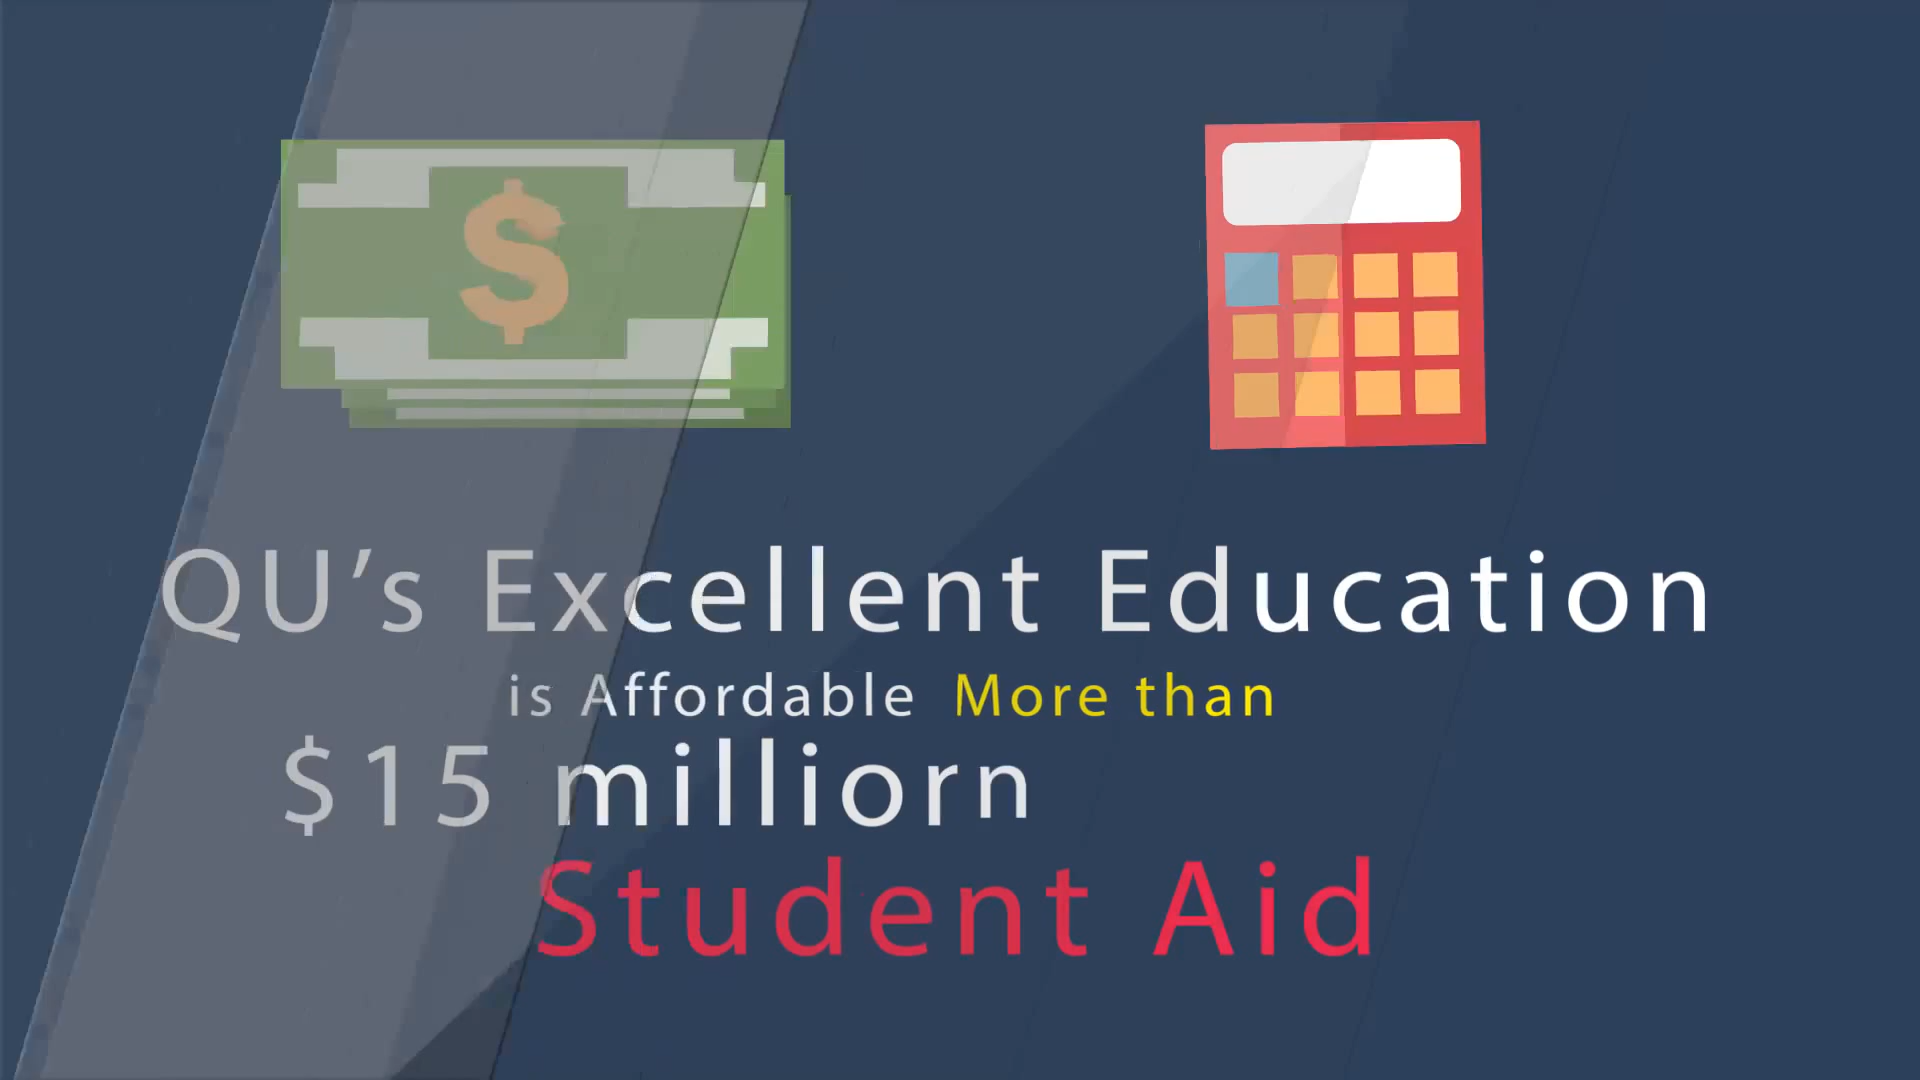 $
QU’s Excellent Education
is Affordable More than
$15 milliorn
Student Aid